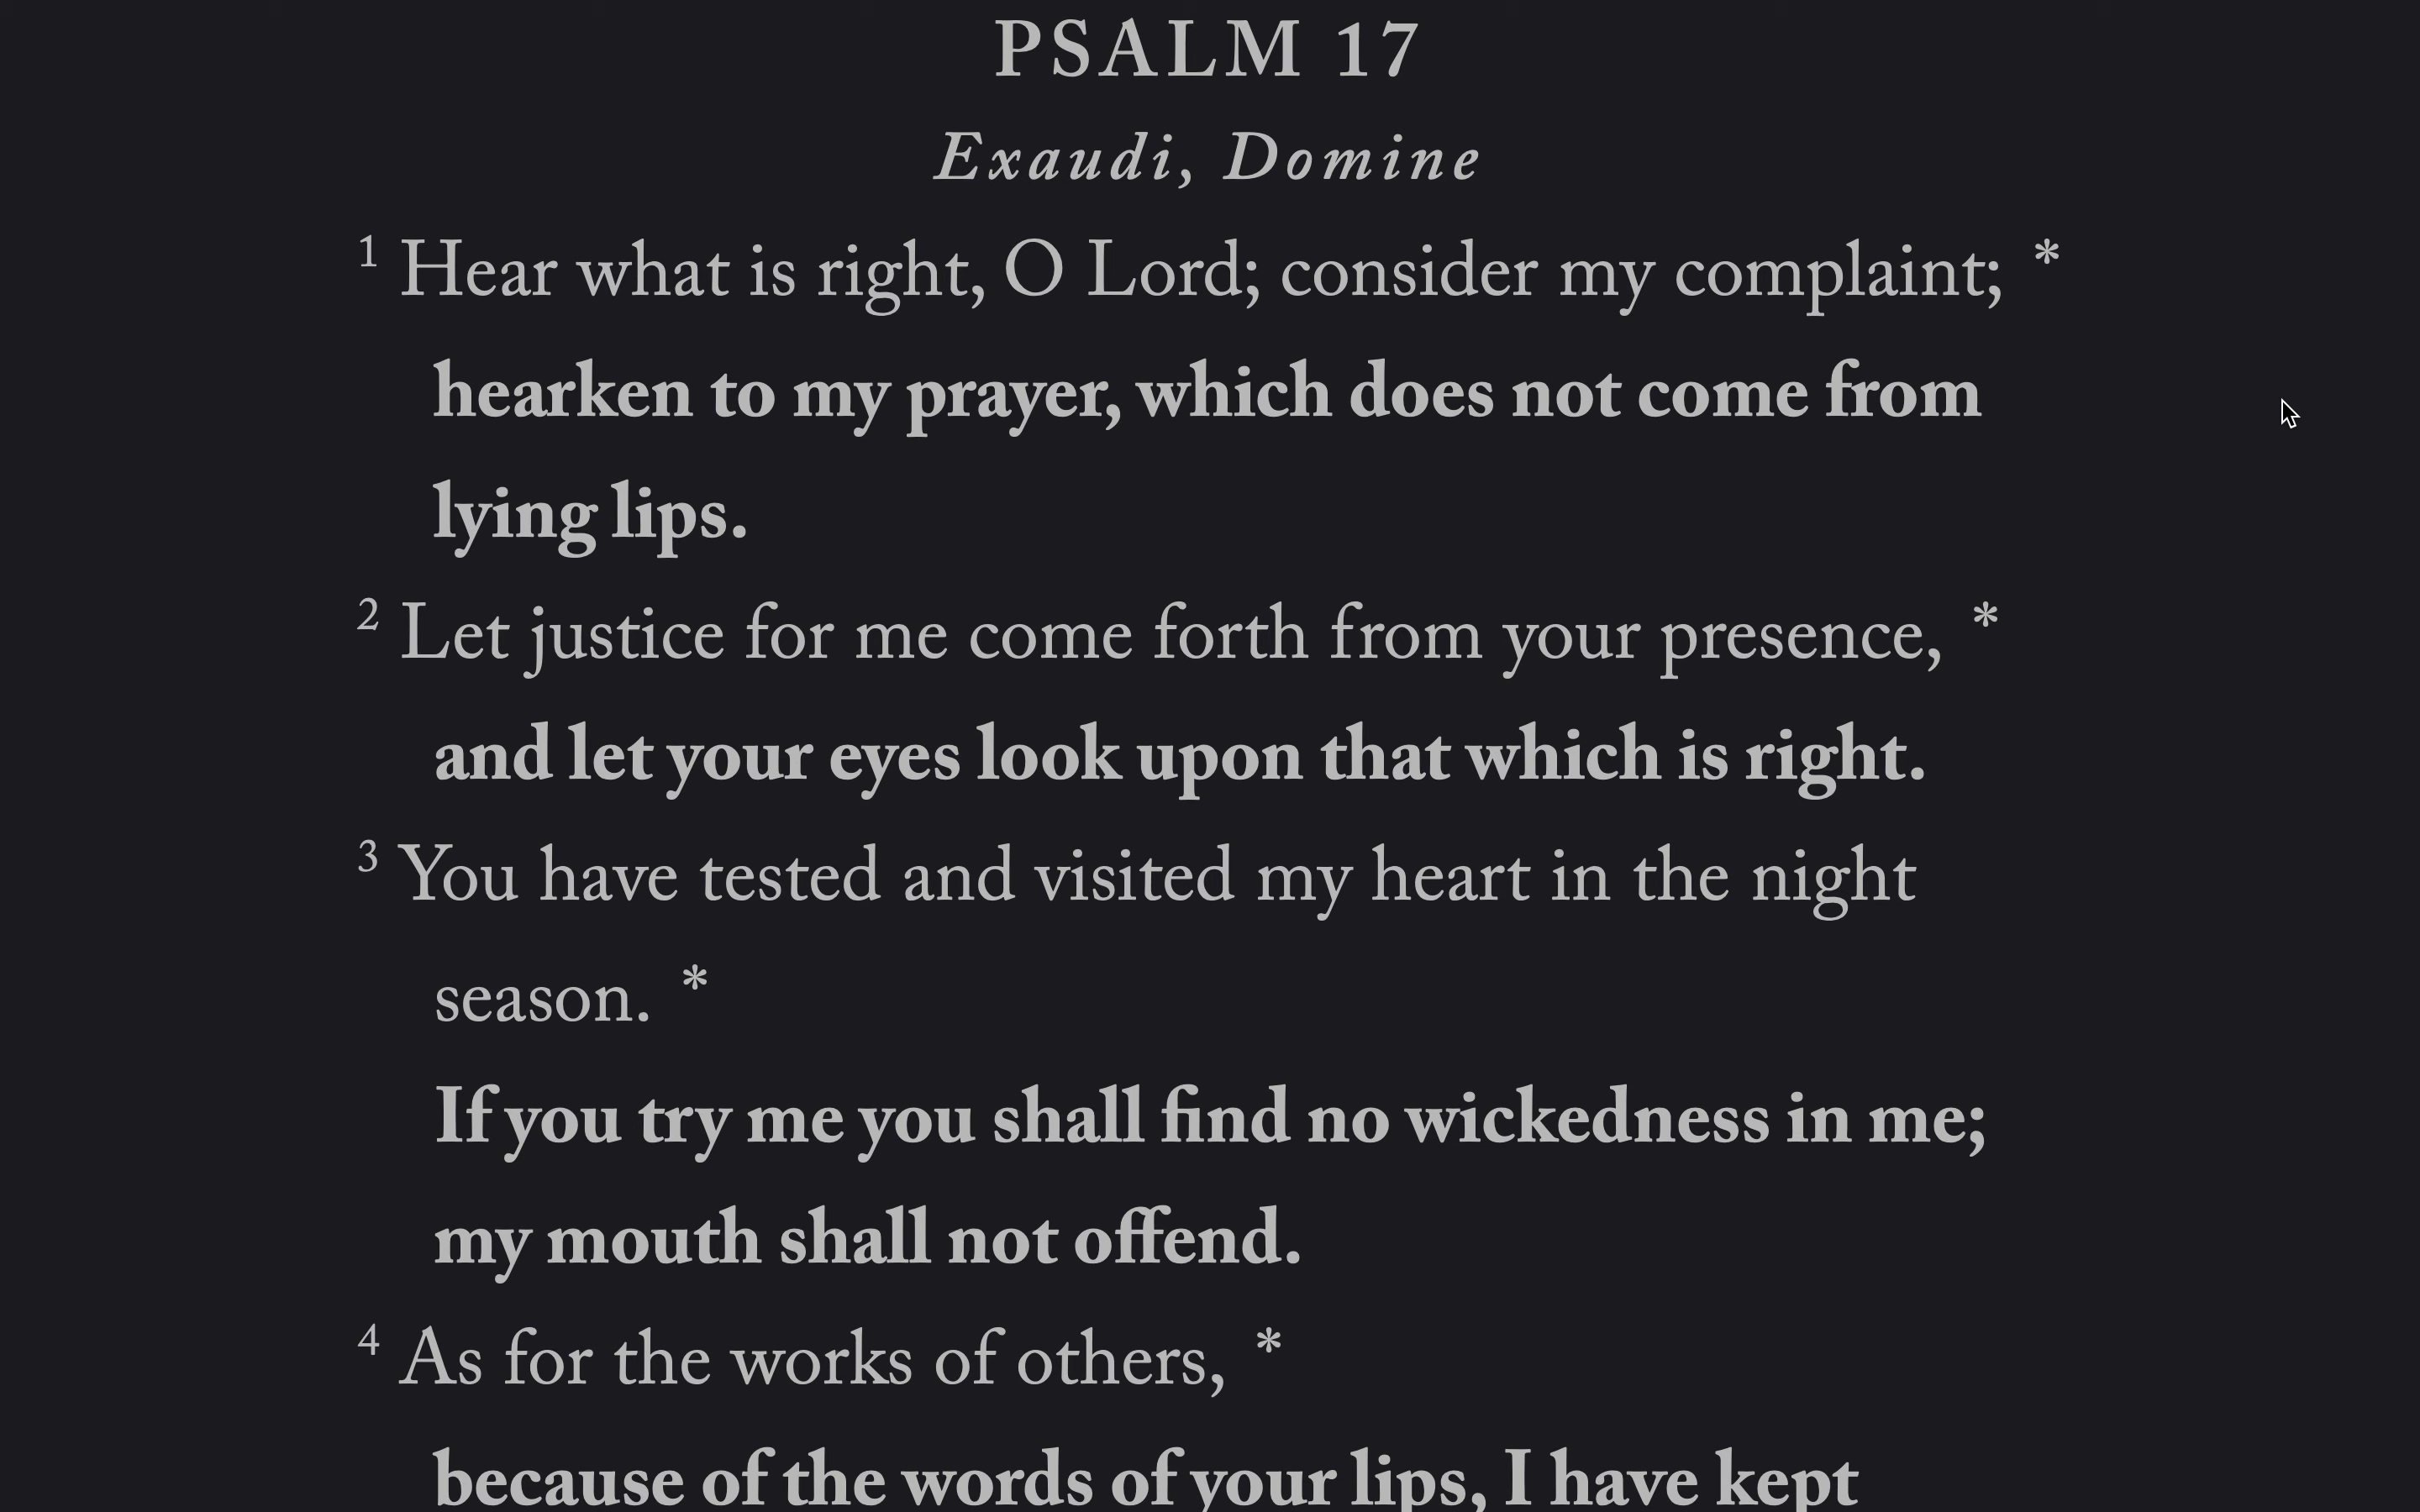 PSALM 17
Exaudi, Domine
1 Hear what is right, O Lord; consider my complaint; *
hearken to my prayer, which does not come from
lying lips.
2 Let justice for me come forth from your presence, *
and let your eyes look upon that which is right.
3 You have tested and visited my heart in the night
season. *
If you try me you shall find no wickedness in me;
my mouth shall not offend.
4 As for the works of others, *
because of the words of your lips, I have kept